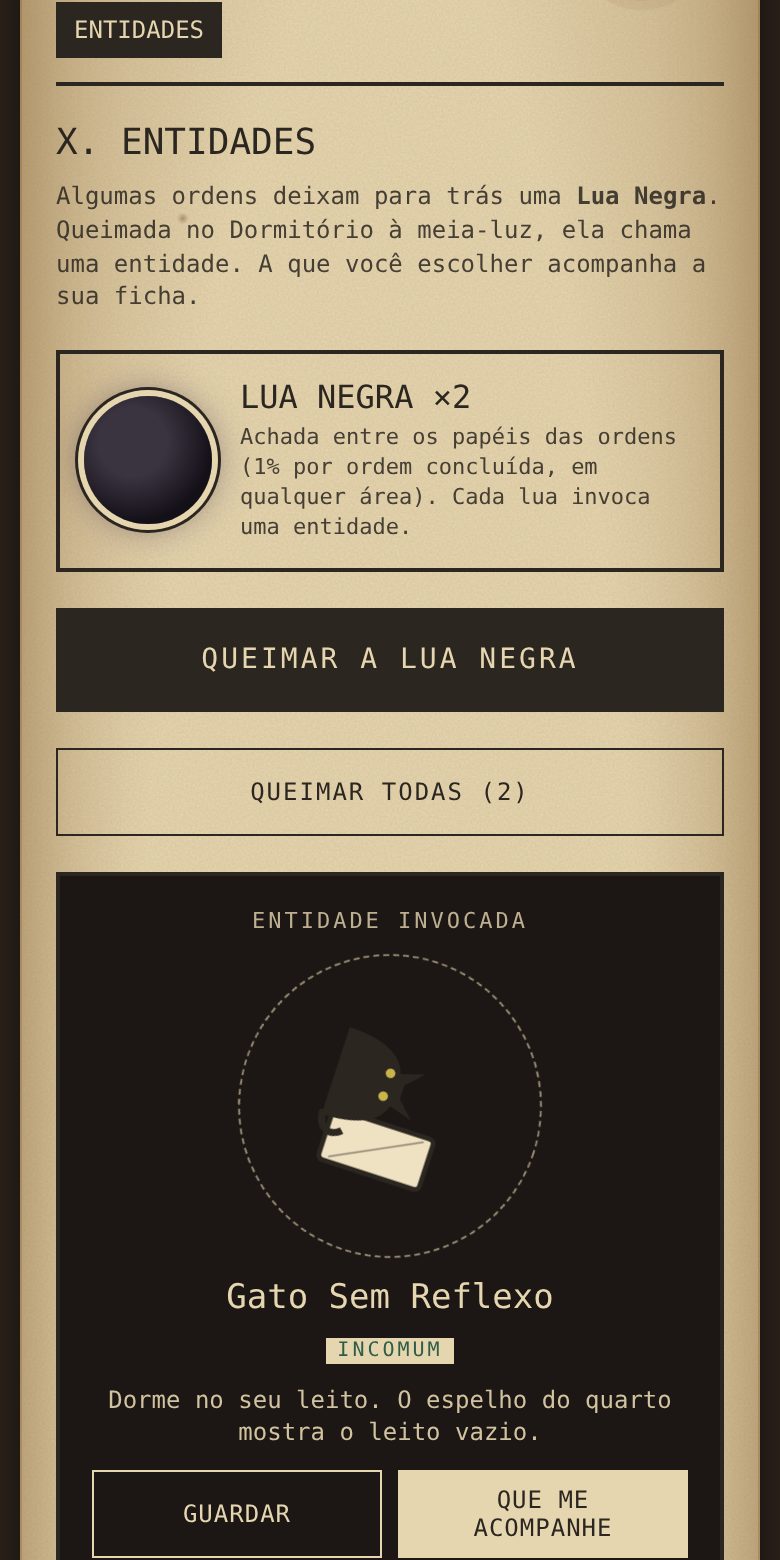 ENTIDADES
X. ENTIDADES
Algumas ordens deixam para trás uma Lua Negra.
Queimada no Dormitório à meia-luz, ela chama
uma entidade. A que você escolher acompanha a
sua ficha.
LUA NEGRA ×2
Achada entre os papéis das ordens
(1% por ordem concluída, em
qualquer área). Cada lua invoca
uma entidade.
QUEIMAR A LUA NEGRA
QUEIMAR TODAS (2)
ENTIDADE INVOCADA
Gato Sem Reflexo
INCOMUM
Dorme no seu leito. O espelho do quarto
mostra o leito vazio.
GUARDAR
QUE ME
ACOMPANHE